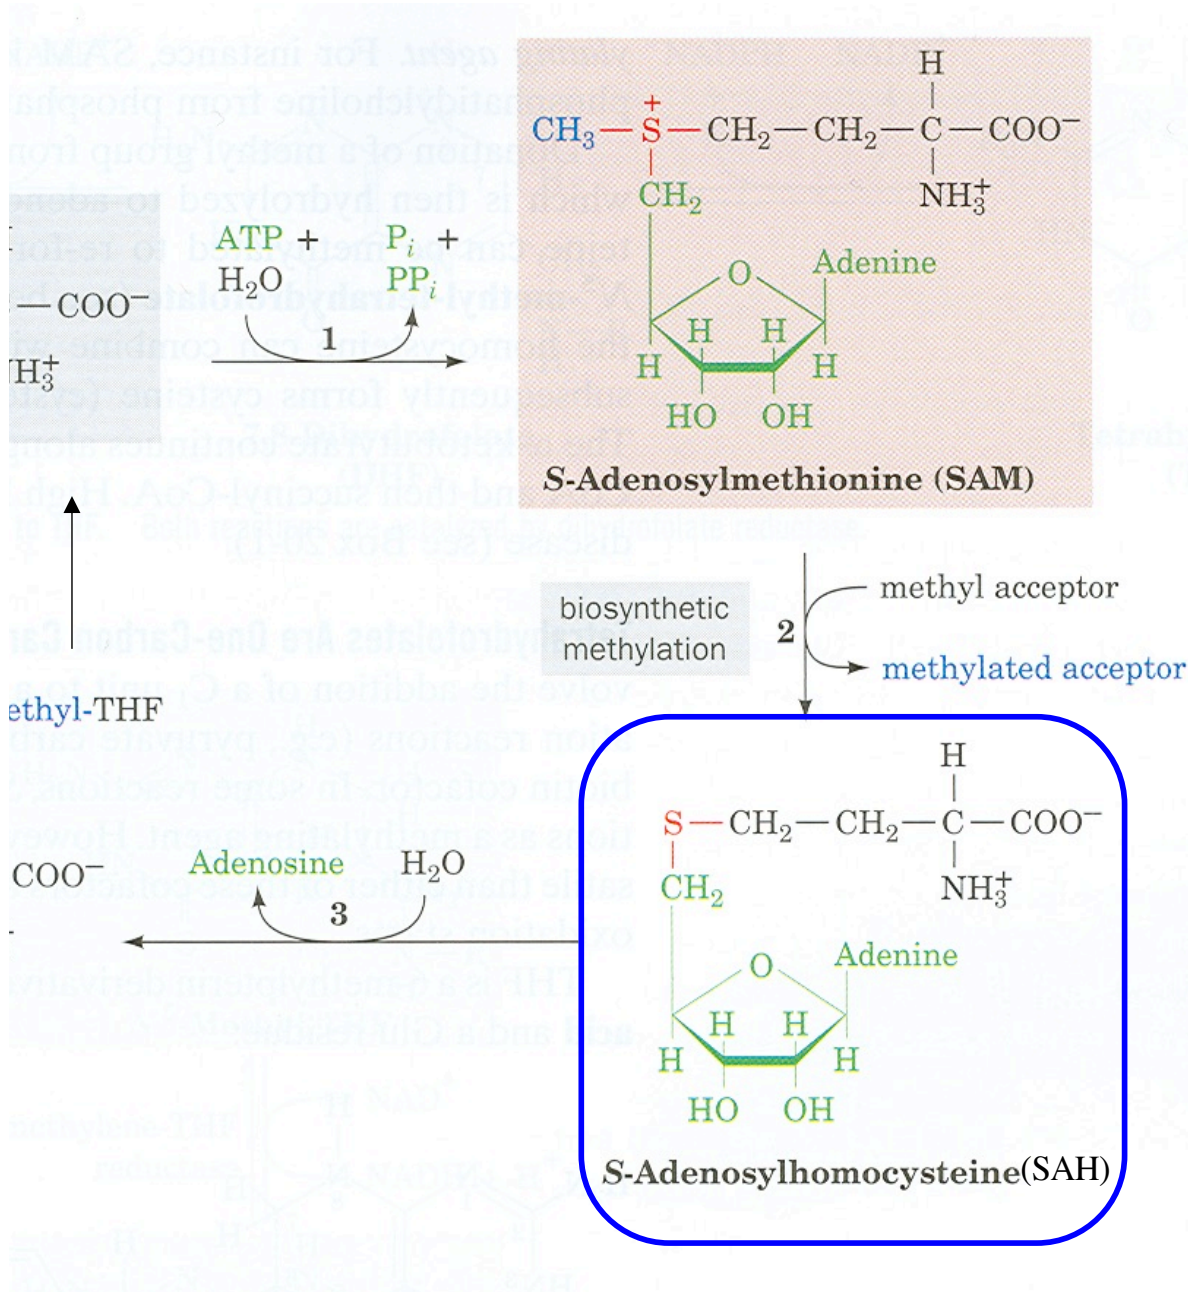 H
CH₃—S⁺—CH₂—CH₂—C—COO⁻
CH₂
NH₃⁺
ATP + Pᵢ +
H₂O PPᵢ
1
—COO⁻
H₃⁺
O
Adenine
H H
H H
HO OH
S-Adenosylmethionine (SAM)
biosynthetic
methylation
2
methyl acceptor
methylated acceptor
ethyl-THF
H
S—CH₂—CH₂—C—COO⁻
CH₂
NH₃⁺
COO⁻
Adenosine H₂O
3
O
Adenine
H H
H H
HO OH
S-Adenosylhomocysteine(SAH)